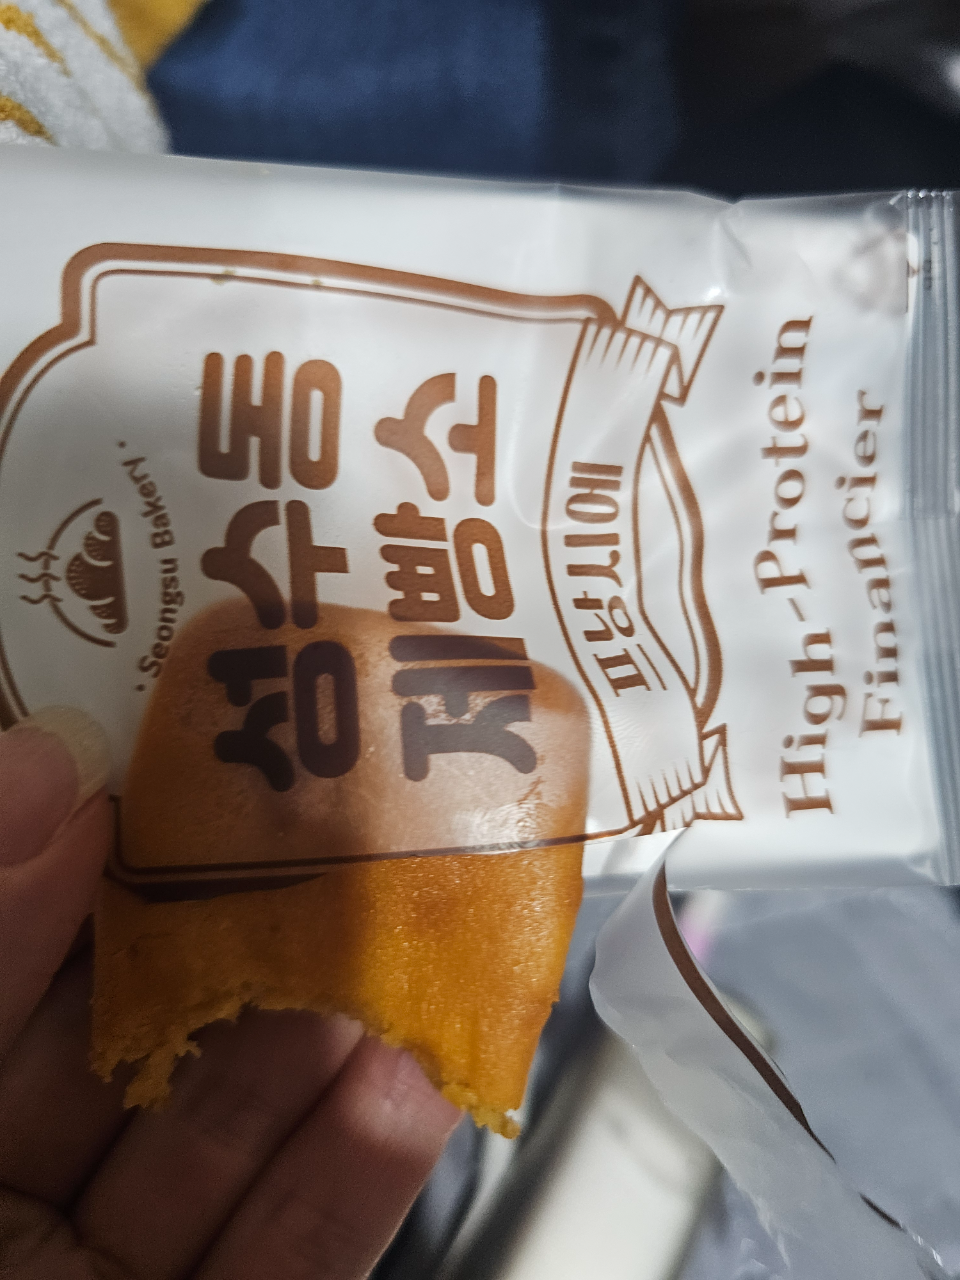 · Seongsu Bakery ·
성수동
제빵소
피낭시에
High-Protein
Financier